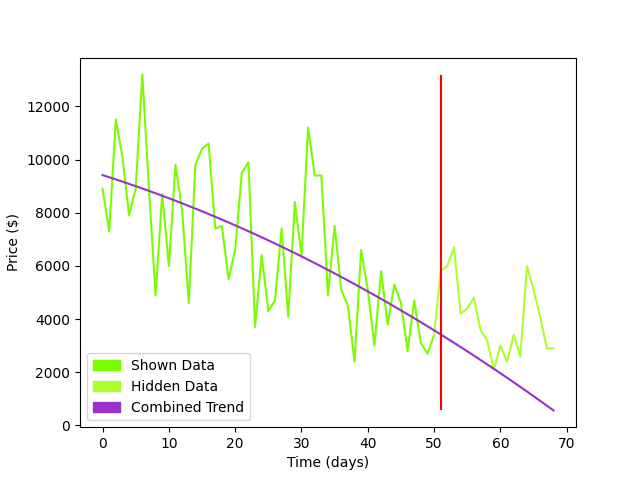 12000
10000
8000
6000
4000
2000
0
Price ($)
Shown Data
Hidden Data
Combined Trend
0 10 20 30 40 50 60 70
Time (days)